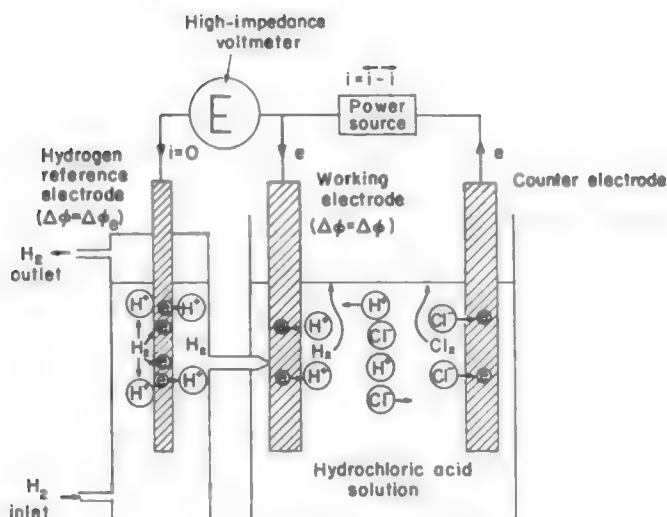 High-impedance
voltmeter
E
i=i-i
Power
source
i=0
e
e
e
Hydrogen
reference
electrode
(Δϕ=Δϕe)
Working
electrode
(Δϕ=Δϕ)
Counter electrode
H₂
outlet
H⁺
e
H⁺
H₂
e
H₂
e
H⁺
e
H⁺
e
H⁺
H₂
e
H⁺
H⁺
Cl⁻
H⁺
Cl⁻
Cl⁻
e
Cl₂
Cl⁻
e
Hydrochloric acid
solution
H₂
inlet